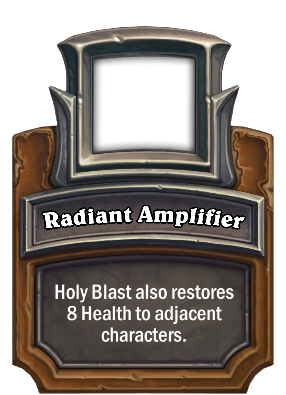 Radiant Amplifier
Holy Blast also restores
8 Health to adjacent
characters.